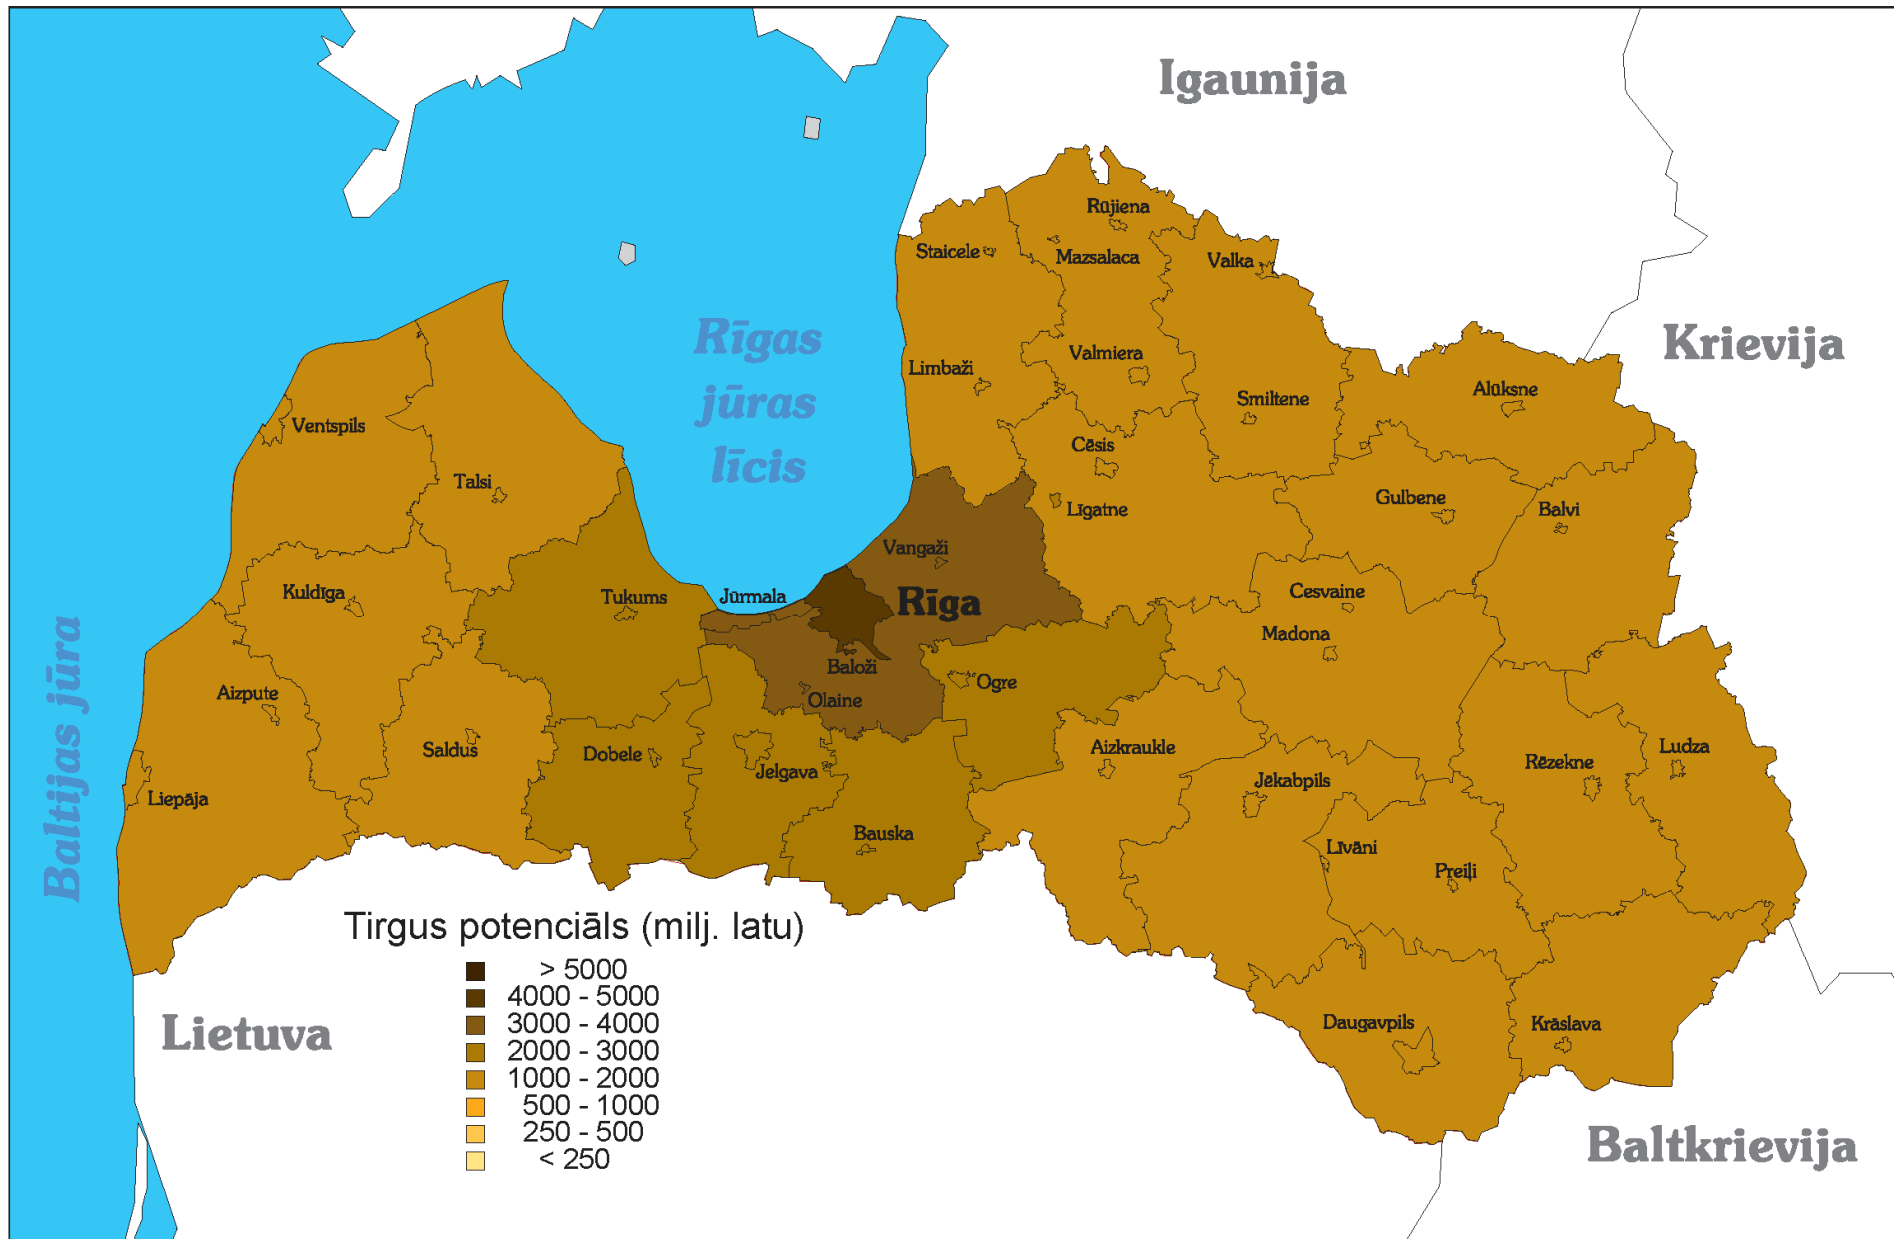 Igaunija
Krievija
Rīgas
jūras
līcis
Baltijas jūra
Rūjiena
Staicele
Mazsalaca
Valka
Limbaži
Valmiera
Smiltene
Alūksne
Ventspils
Talsi
Cēsis
Līgatne
Gulbene
Balvi
Vangaži
Kuldīga
Tukums
Jūrmala
Rīga
Cesvaine
Madona
Baloži
Olaine
Ogre
Aizpute
Saldus
Dobele
Jelgava
Aizkraukle
Jēkabpils
Rēzekne
Ludza
Liepāja
Bauska
Līvāni
Preiļi
Daugavpils
Krāslava
Tirgus potenciāls (milj. latu)
> 5000
4000 - 5000
3000 - 4000
2000 - 3000
1000 - 2000
500 - 1000
250 - 500
< 250
Lietuva
Baltkrievija